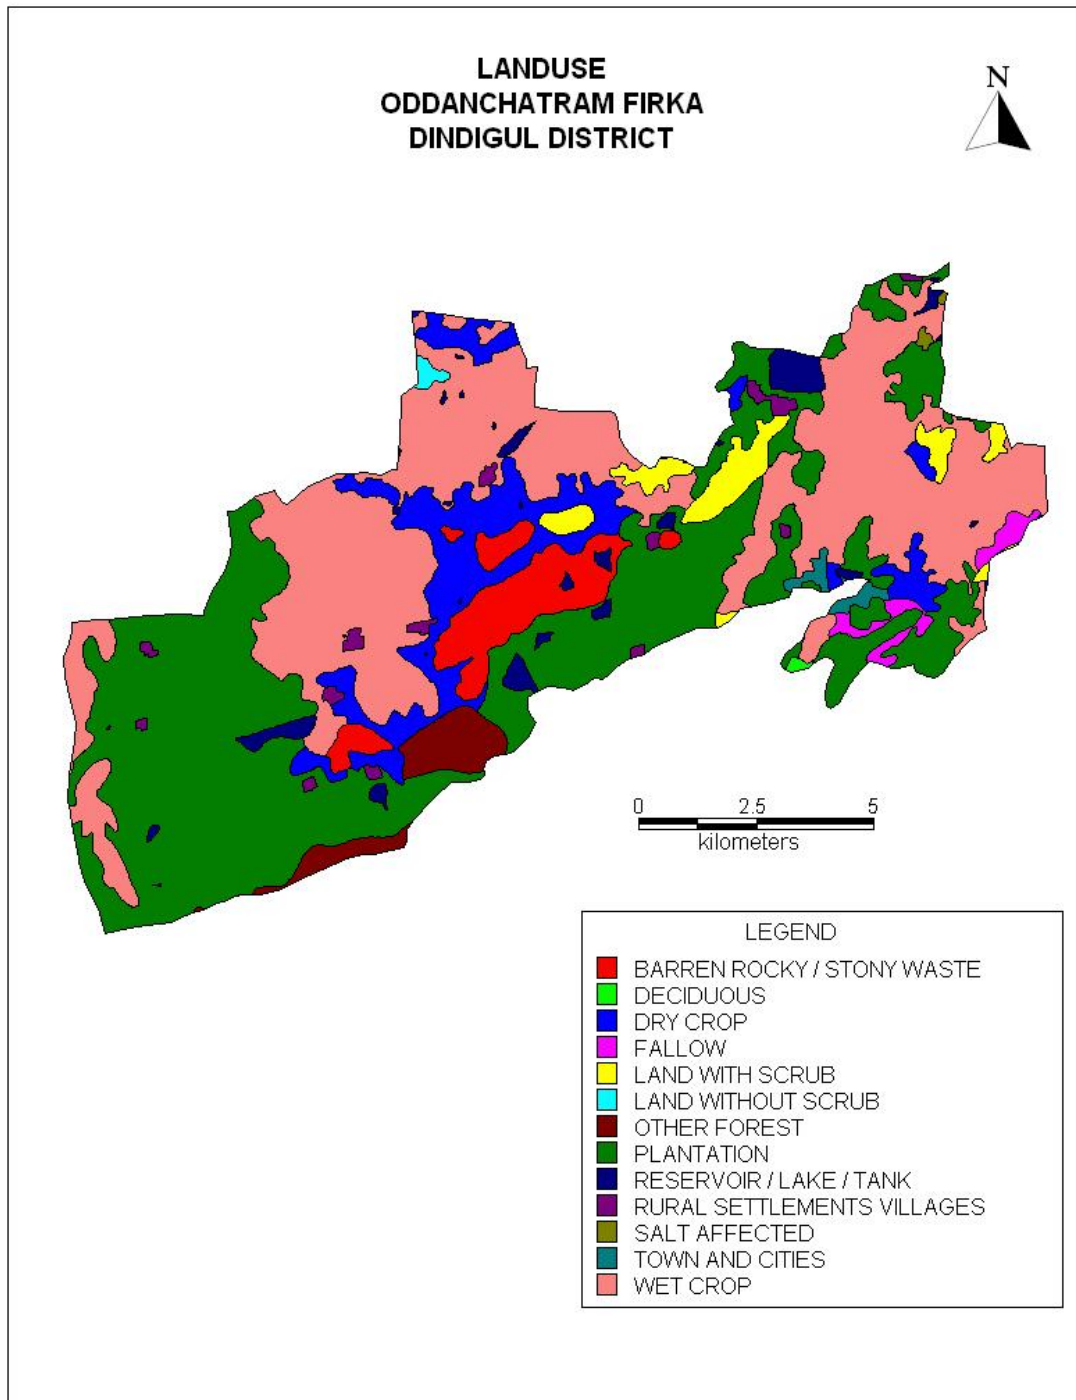 LANDUSE
ODDANCHATRAM FIRKA
DINDIGUL DISTRICT
N
0 2.5 5
kilometers
LEGEND
BARREN ROCKY / STONY WASTE
DECIDUOUS
DRY CROP
FALLOW
LAND WITH SCRUB
LAND WITHOUT SCRUB
OTHER FOREST
PLANTATION
RESERVOIR / LAKE / TANK
RURAL SETTLEMENTS VILLAGES
SALT AFFECTED
TOWN AND CITIES
WET CROP